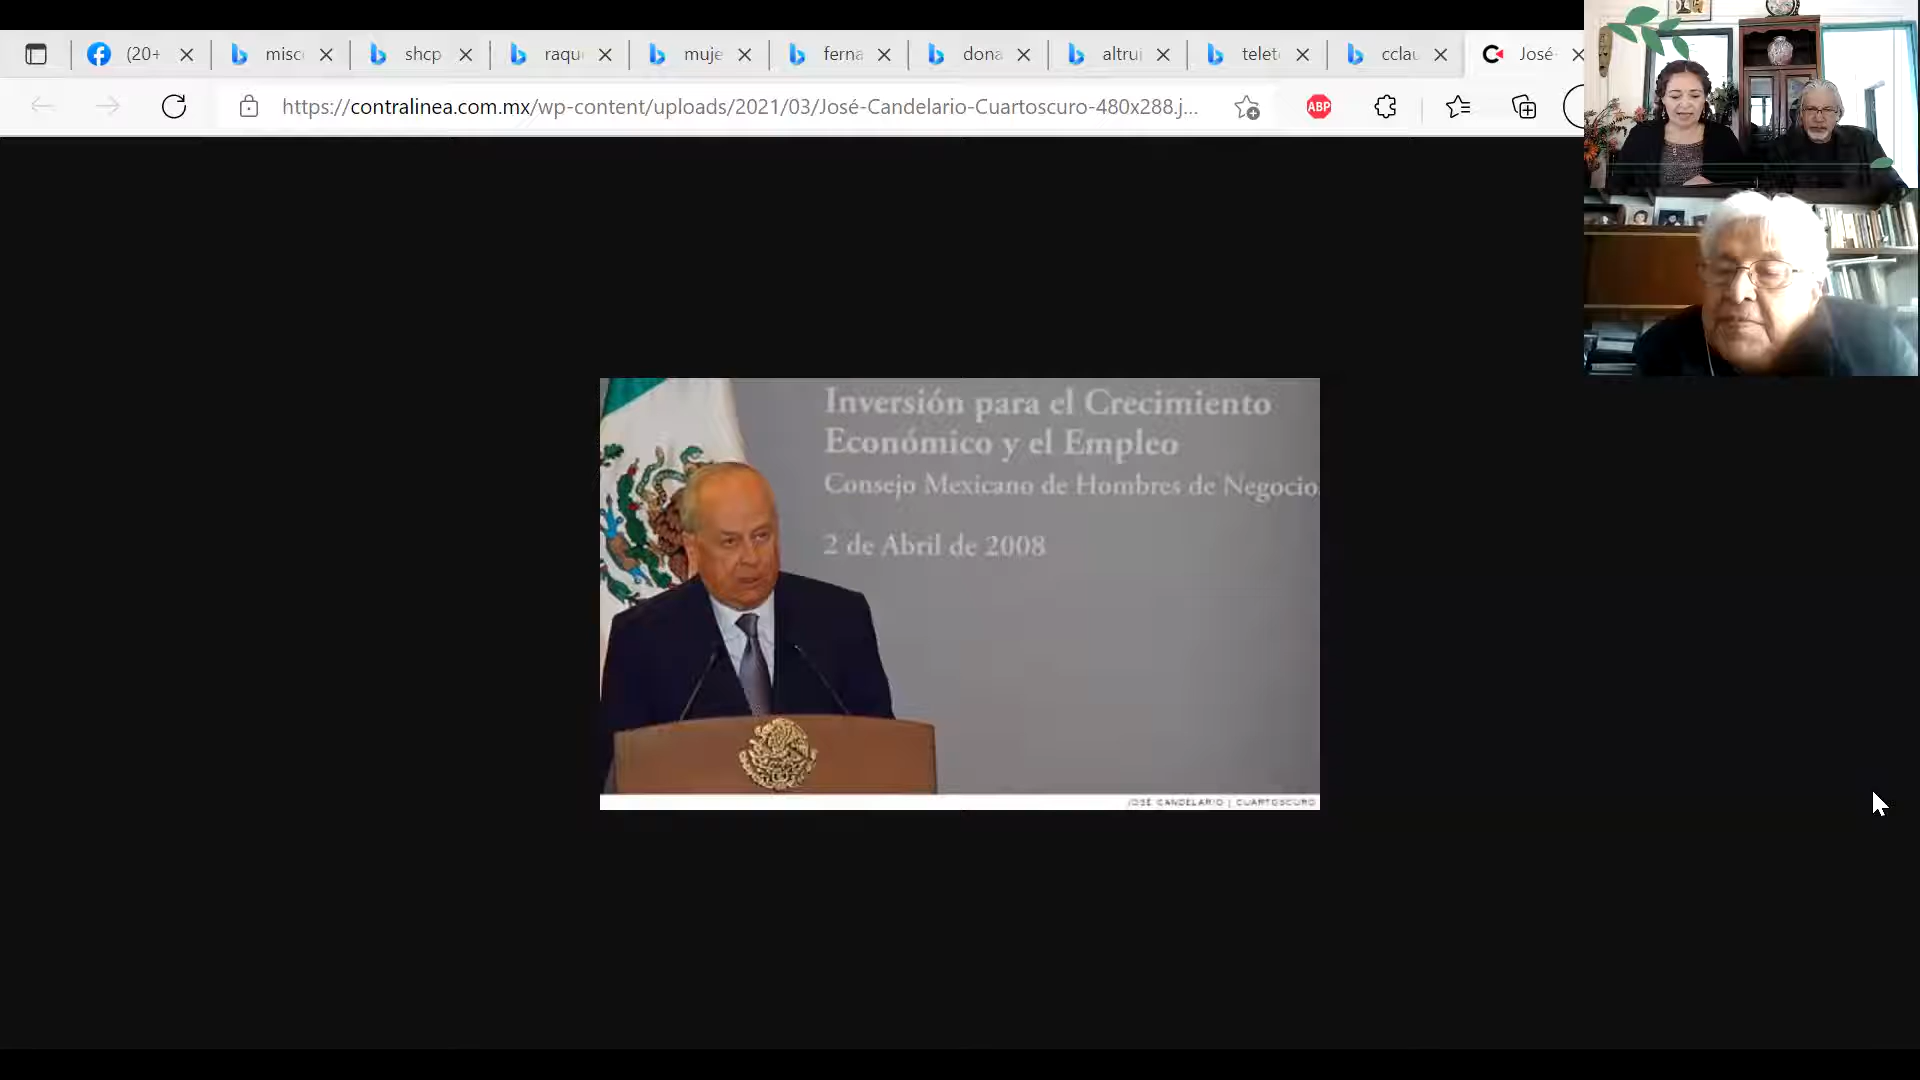 (20+
misc
shcp
raqu
muje
ferna
dona
altrui
telet
cclau
José-
https://contralinea.com.mx/wp-content/uploads/2021/03/José-Candelario-Cuartoscuro-480x288.j...
ABP
Inversión para el Crecimiento
Económico y el Empleo
Consejo Mexicano de Hombres de Negocio
2 de Abril de 2008
JOSÉ CANDELARIO | CUARTOSCURO